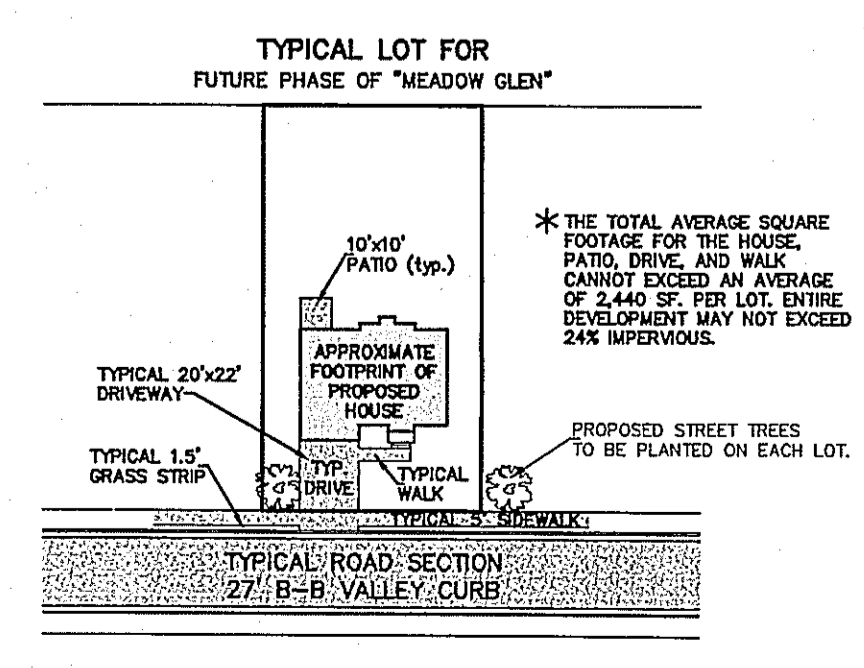 TYPICAL LOT FOR
FUTURE PHASE OF "MEADOW GLEN"
10'x10'
PATIO (typ.)
* THE TOTAL AVERAGE SQUARE
FOOTAGE FOR THE HOUSE,
PATIO, DRIVE, AND WALK
CANNOT EXCEED AN AVERAGE
OF 2,440 SF. PER LOT. ENTIRE
DEVELOPMENT MAY NOT EXCEED
24% IMPERVIOUS.
APPROXIMATE
FOOTPRINT OF
PROPOSED
HOUSE
TYPICAL 20'x22'
DRIVEWAY
PROPOSED STREET TREES
TO BE PLANTED ON EACH LOT.
TYPICAL 1.5'
GRASS STRIP
TYP.
DRIVE
TYPICAL
WALK
TYPICAL 5' SIDEWALK
TYPICAL ROAD SECTION
27' B-B VALLEY CURB